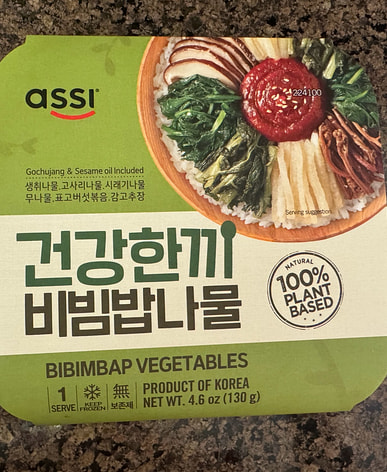 assi
224100
Gochujang & Sesame oil Included
생취나물.고사리나물.시래기나물
무나물.표고버섯볶음.감고추장
Serving suggestion
건강한끼
비빔밥나물
NATURAL
100%
PLANT
BASED
BIBIMBAP VEGETABLES
1
SERVE
KEEP
FROZEN
無
보존제
PRODUCT OF KOREA
NET WT. 4.6 oz (130 g)